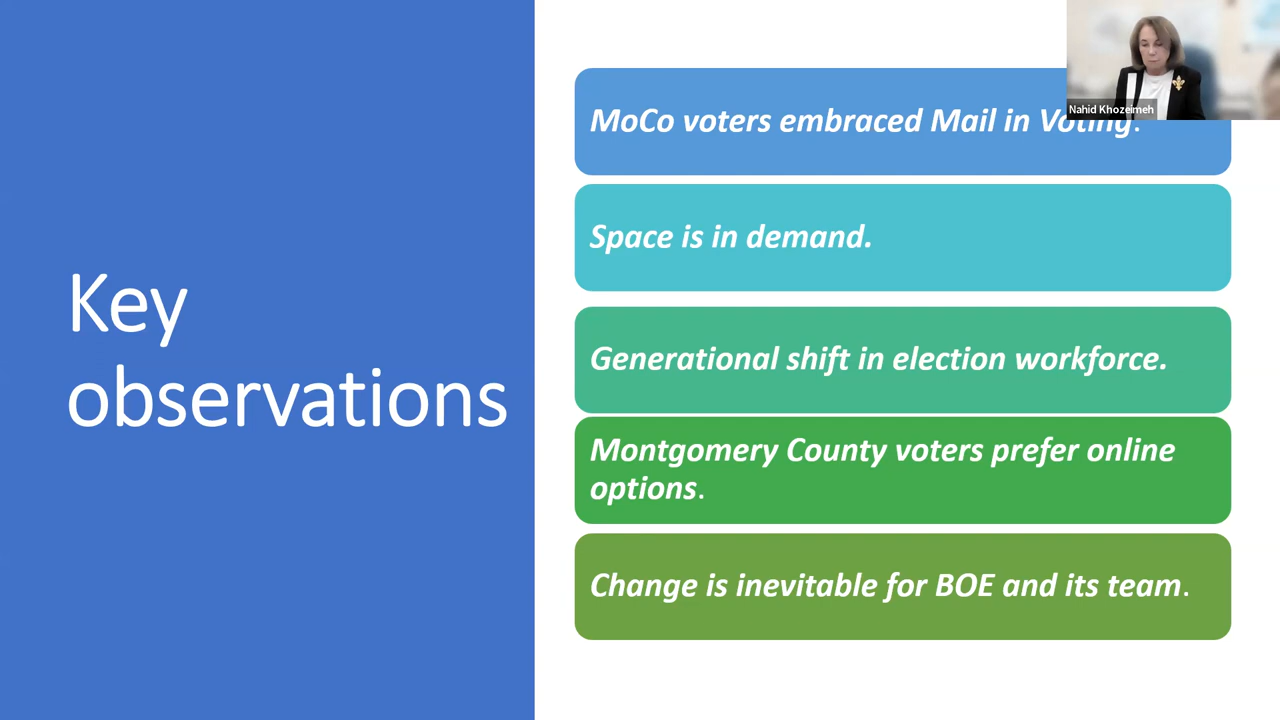 Key
observations
MoCo voters embraced Mail in Voting.
Nahid Khozeimeh
Space is in demand.
Generational shift in election workforce.
Montgomery County voters prefer online
options.
Change is inevitable for BOE and its team.